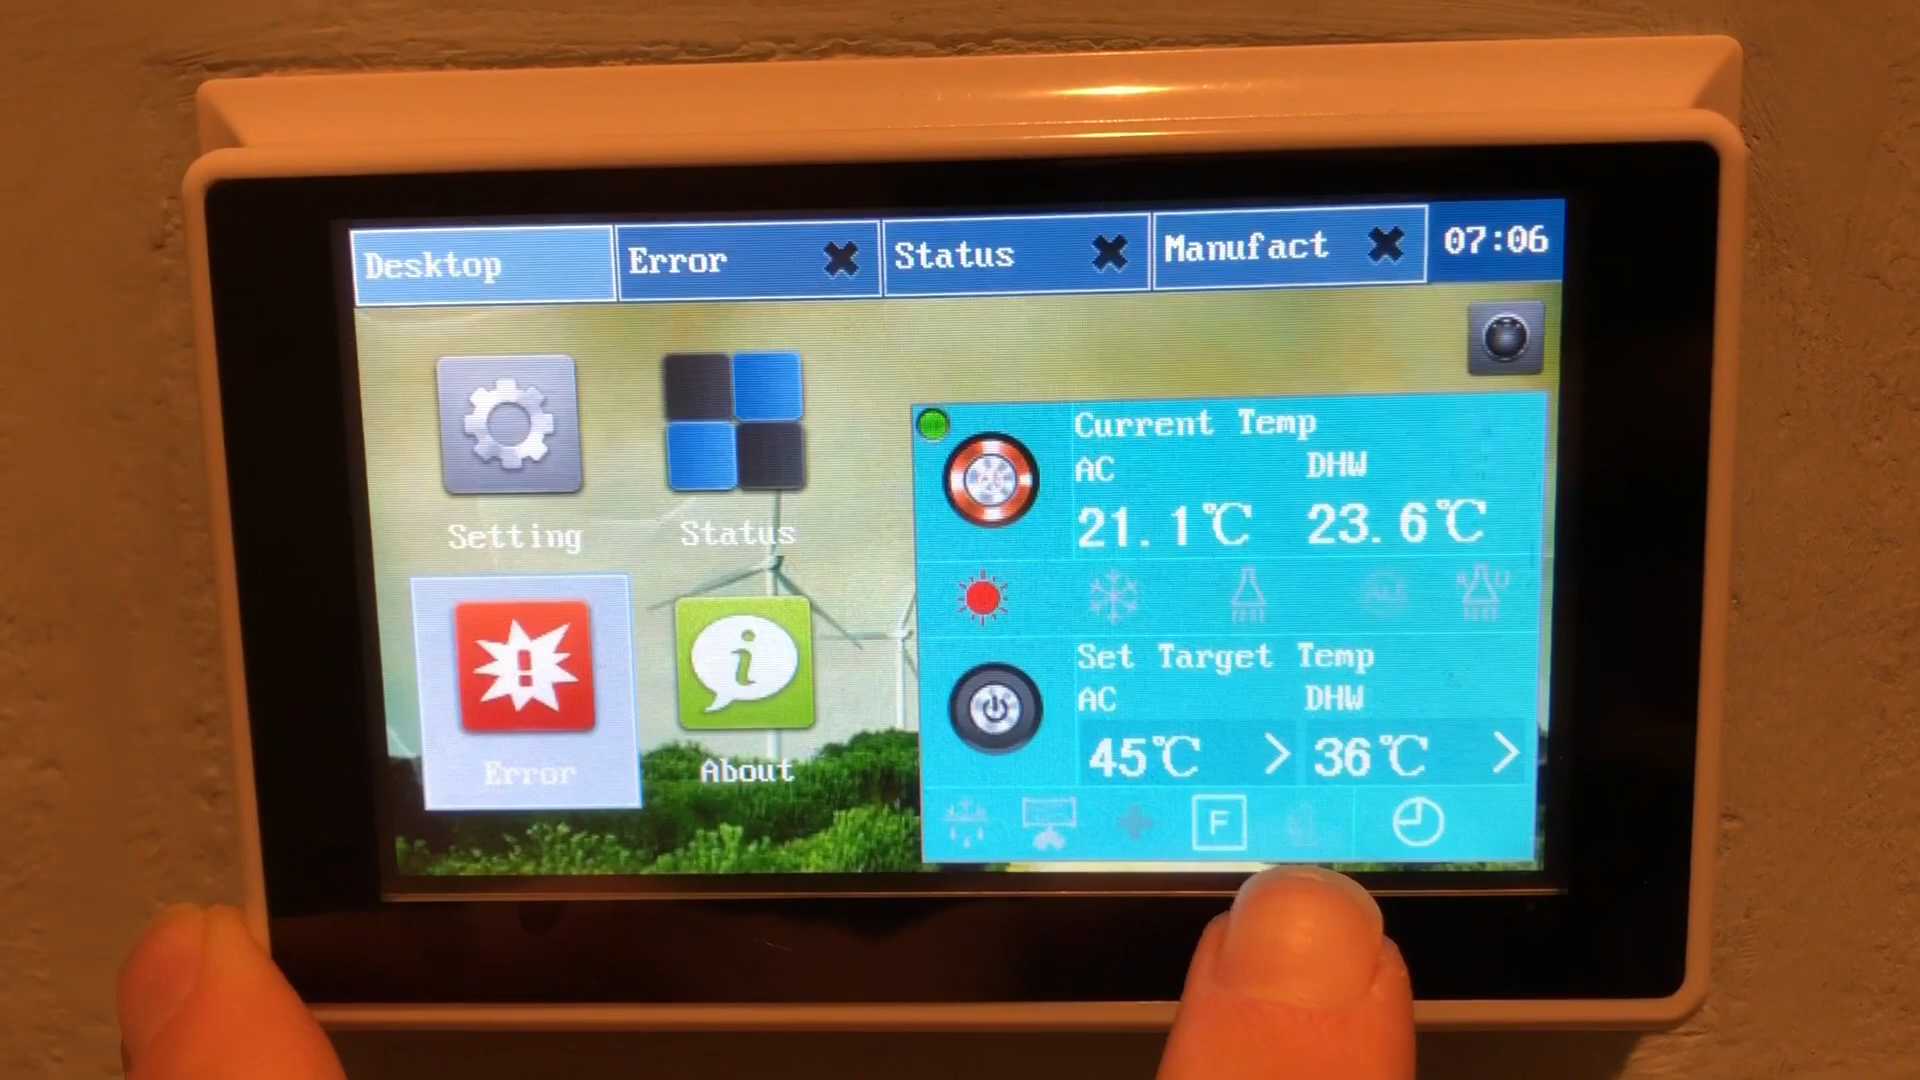 Desktop
Error
Status
Manufact
07:06
Setting
Status
Error
About
Current Temp
AC DHW
21.1℃ 23.6℃
Set Target Temp
AC DHW
45℃ > 36℃ >
F